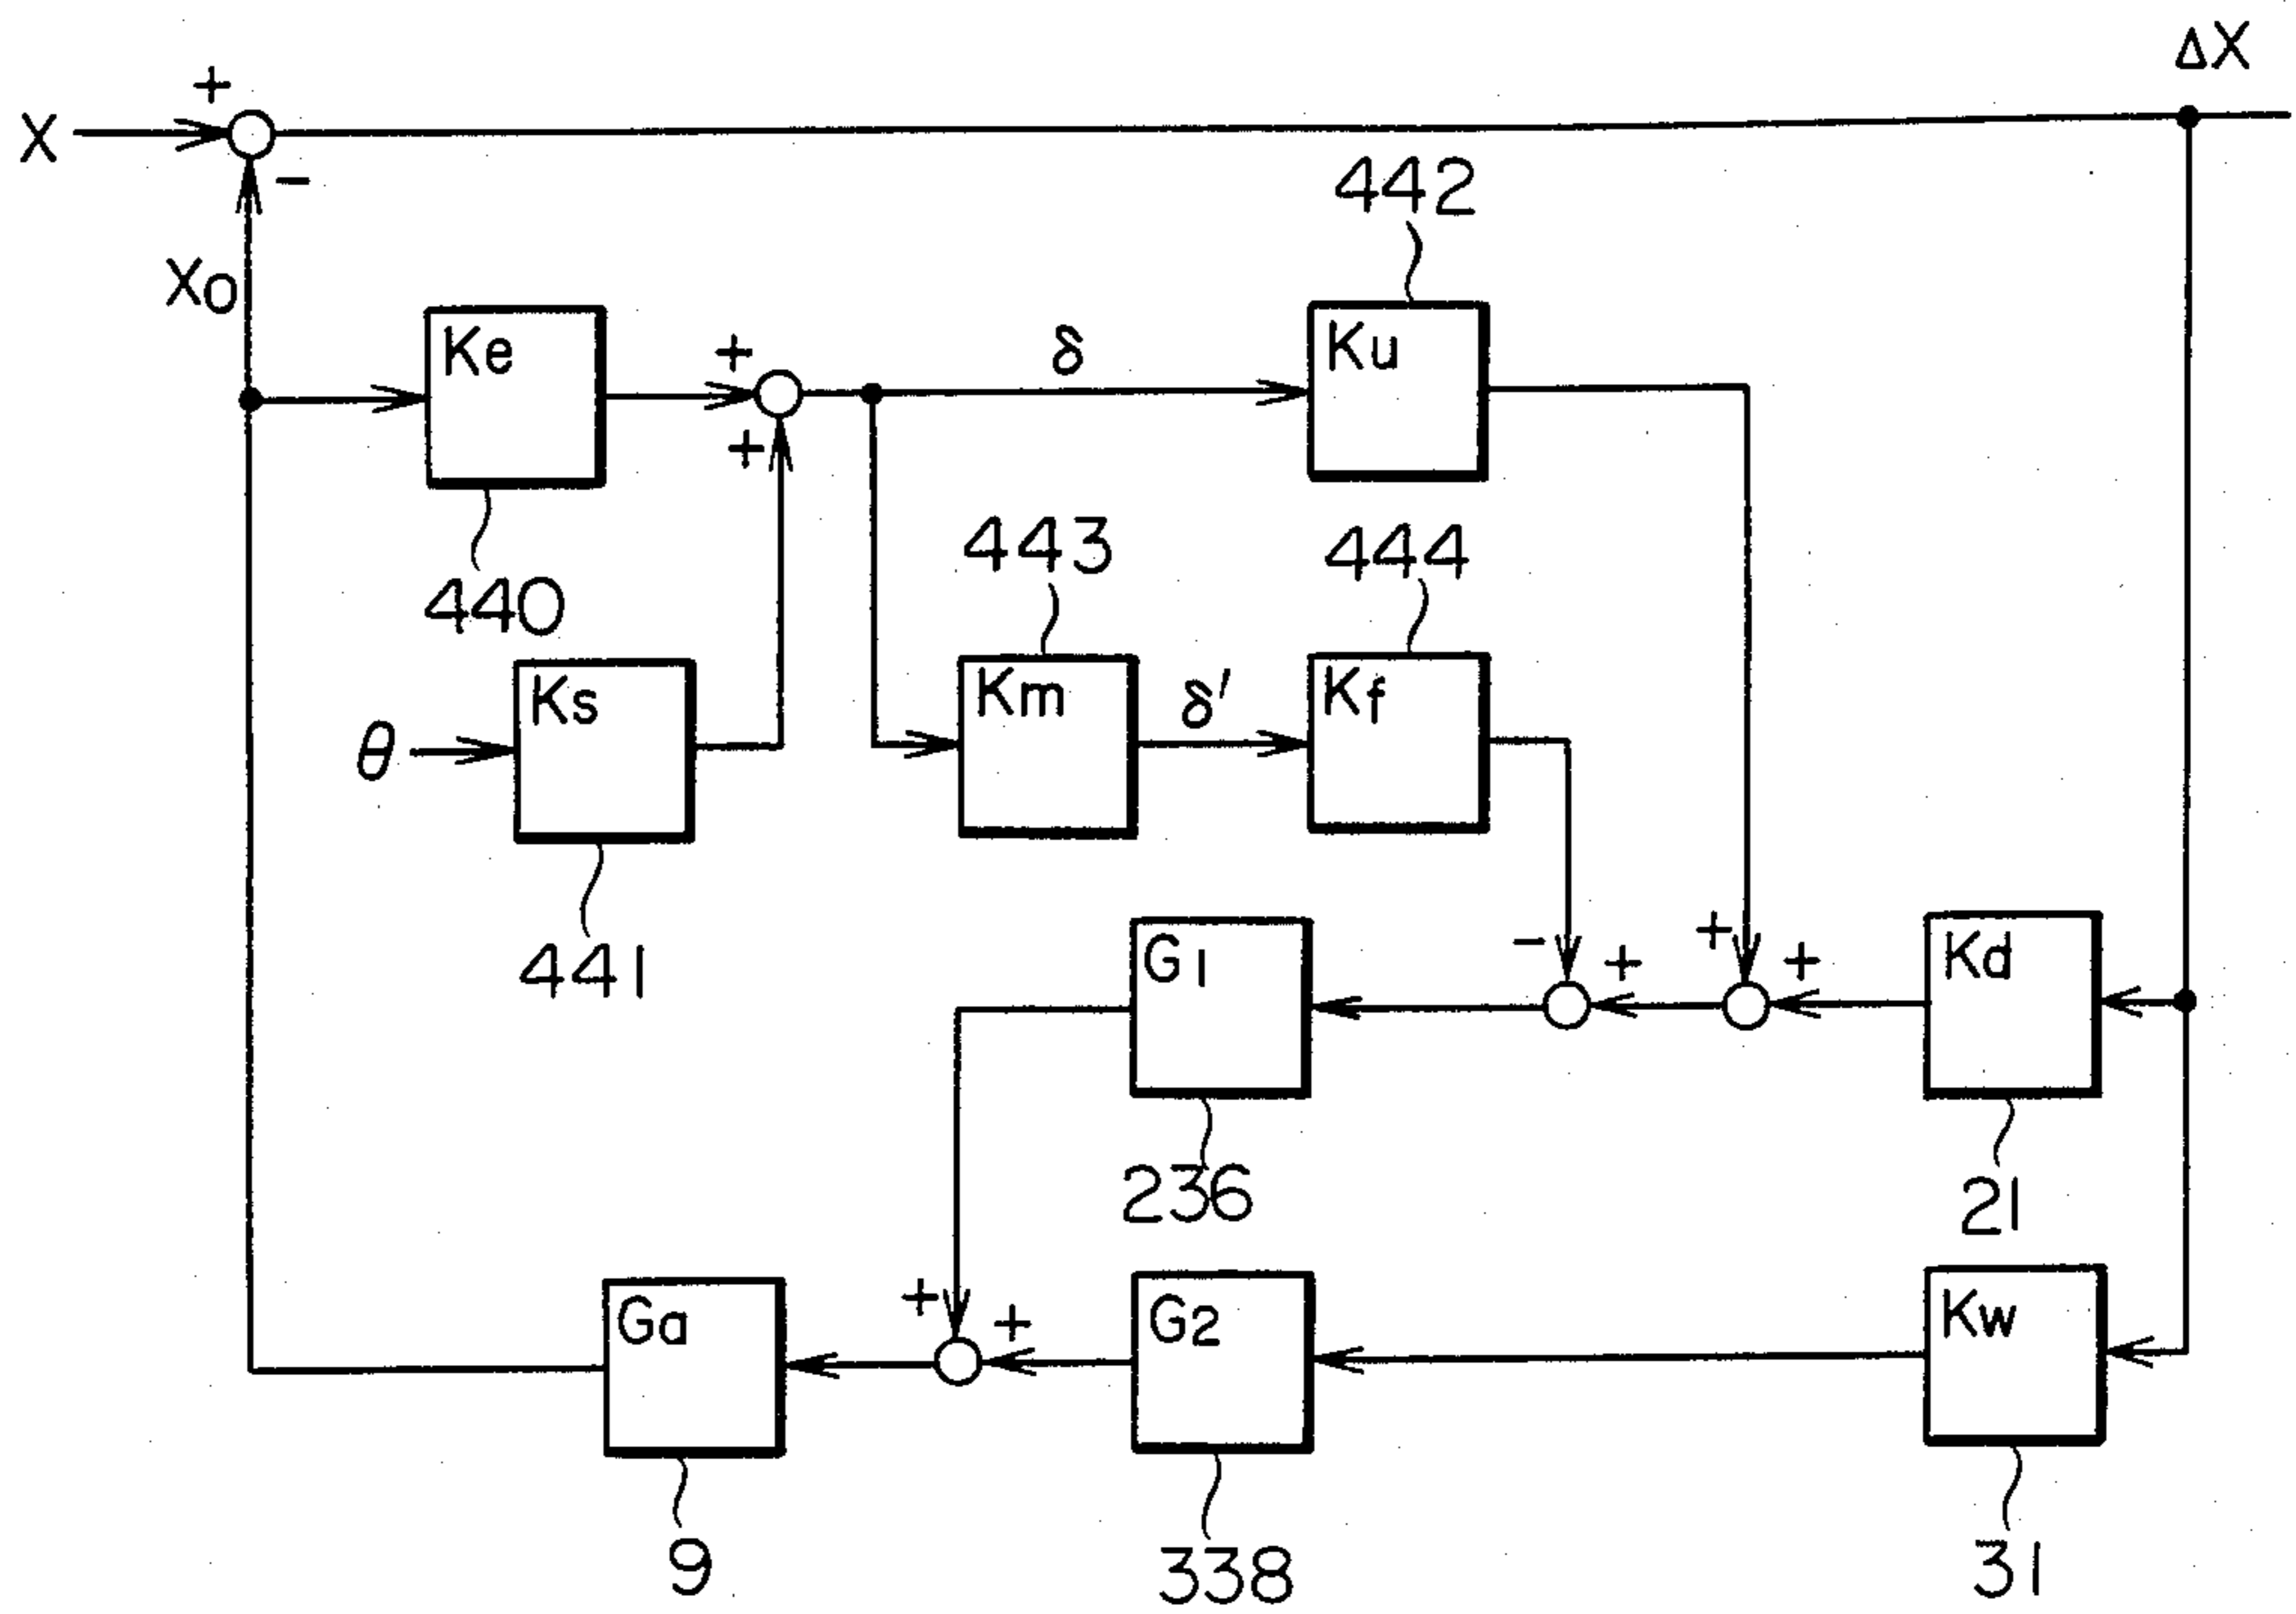 ΔX
+
X
-
442
X0
Ke
+
δ
Ku
+
440
443
444
Ks
Km
δ'
Kf
θ
441
G1
-
+
+
+
Kd
236
21
Ga
+
+
G2
Kw
9
338
31